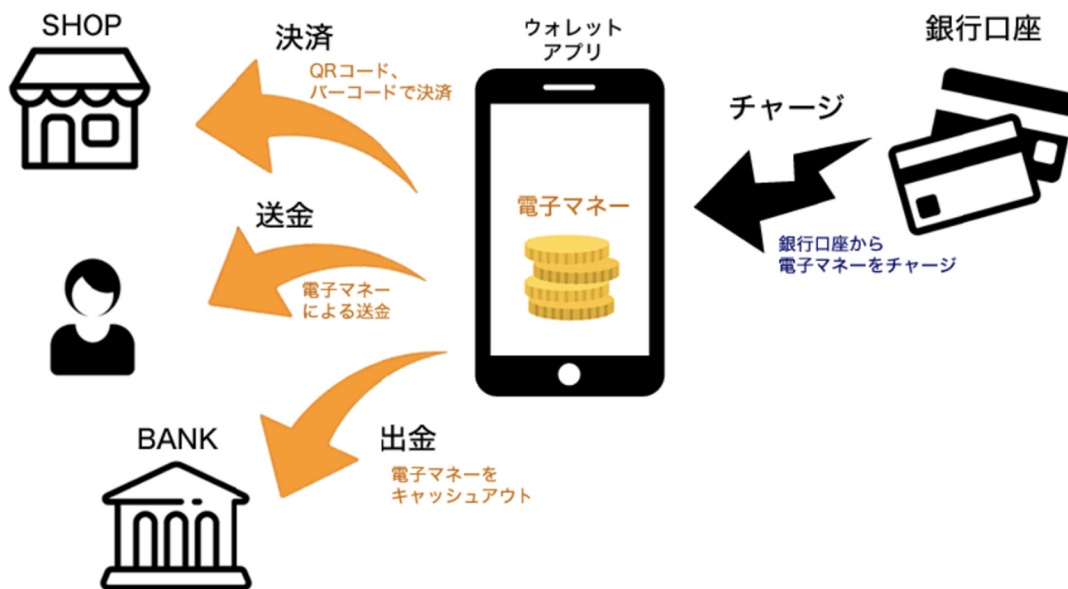 SHOP
決済
QRコード、
バーコードで決済
ウォレット
アプリ
銀行口座
チャージ
送金
電子マネー
銀行口座から
電子マネーをチャージ
電子マネー
による送金
BANK
出金
電子マネーを
キャッシュアウト